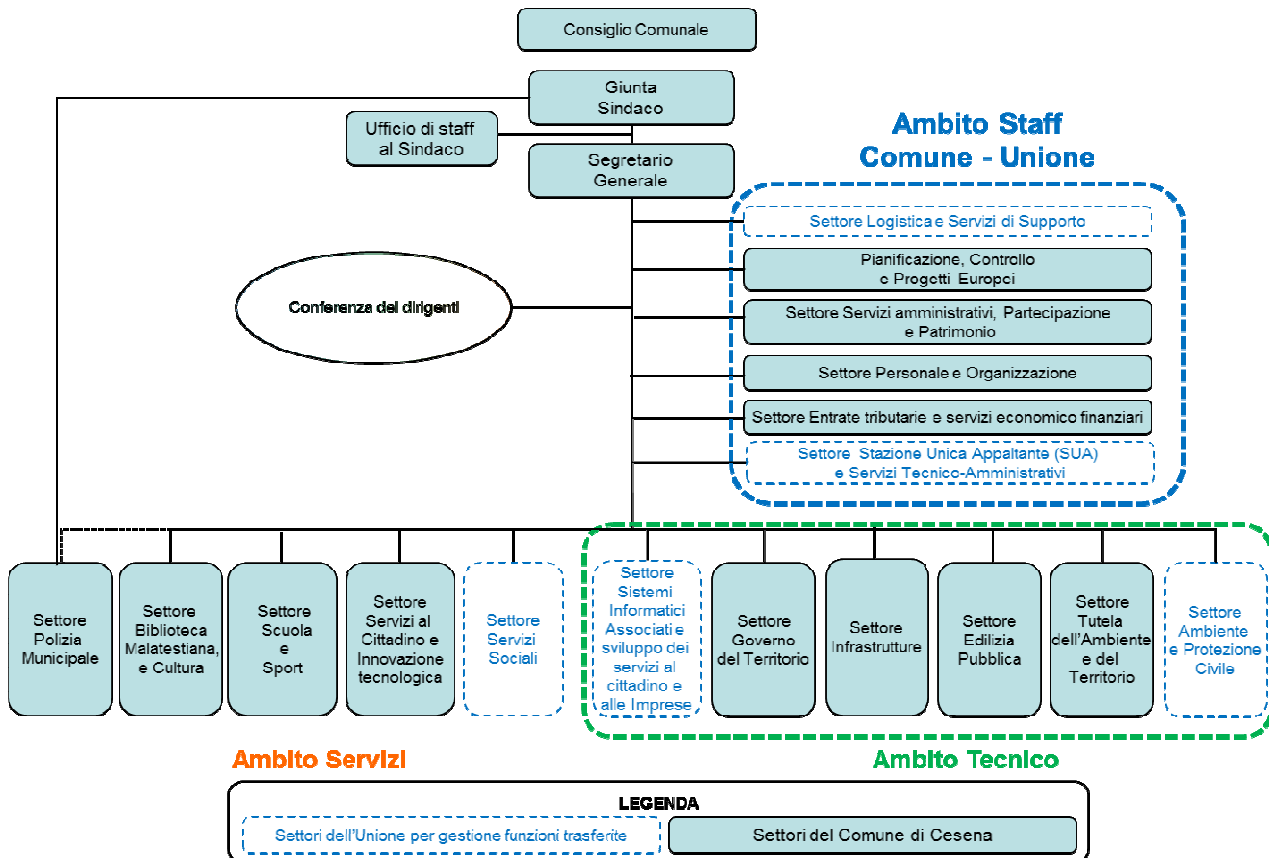 Consiglio Comunale
Giunta
Sindaco
Ufficio di staff
al Sindaco
Segretario
Generale
Ambito Staff
Comune - Unione
Settore Logistica e Servizi di Supporto
Pianificazione, Controllo
e Progetti Europei
Settore Servizi amministrativi, Partecipazione
e Patrimonio
Settore Personale e Organizzazione
Settore Entrate tributarie e servizi economico finanziari
Settore Stazione Unica Appaltante (SUA)
e Servizi Tecnico-Amministrativi
Conferenza dei dirigenti
Settore
Polizia
Municipale
Settore
Biblioteca
Malatestiana,
e Cultura
Settore
Scuola
e
Sport
Settore
Servizi al
Cittadino e
Innovazione
tecnologica
Settore
Servizi
Sociali
Settore
Sistemi
Informatici
Associati e
sviluppo dei
servizi al
cittadino e
alle Imprese
Settore
Governo
del Territorio
Settore
Infrastrutture
Settore
Edilizia
Pubblica
Settore
Tutela
dell'Ambiente
e del
Territorio
Settore
Ambiente
e Protezione
Civile
Ambito Servizi
Ambito Tecnico
LEGENDA
Settori dell'Unione per gestione funzioni trasferite
Settori del Comune di Cesena